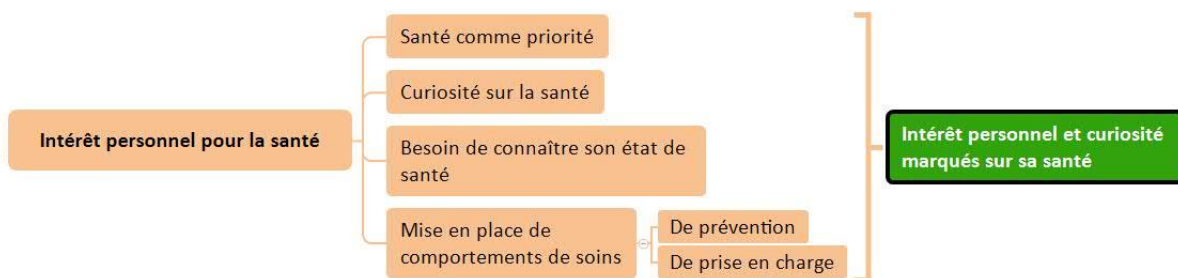 Intérêt personnel pour la santé
Santé comme priorité
Curiosité sur la santé
Besoin de connaître son état de
santé
Mise en place de
comportements de soins
De prévention
De prise en charge
Intérêt personnel et curiosité
marqués sur sa santé